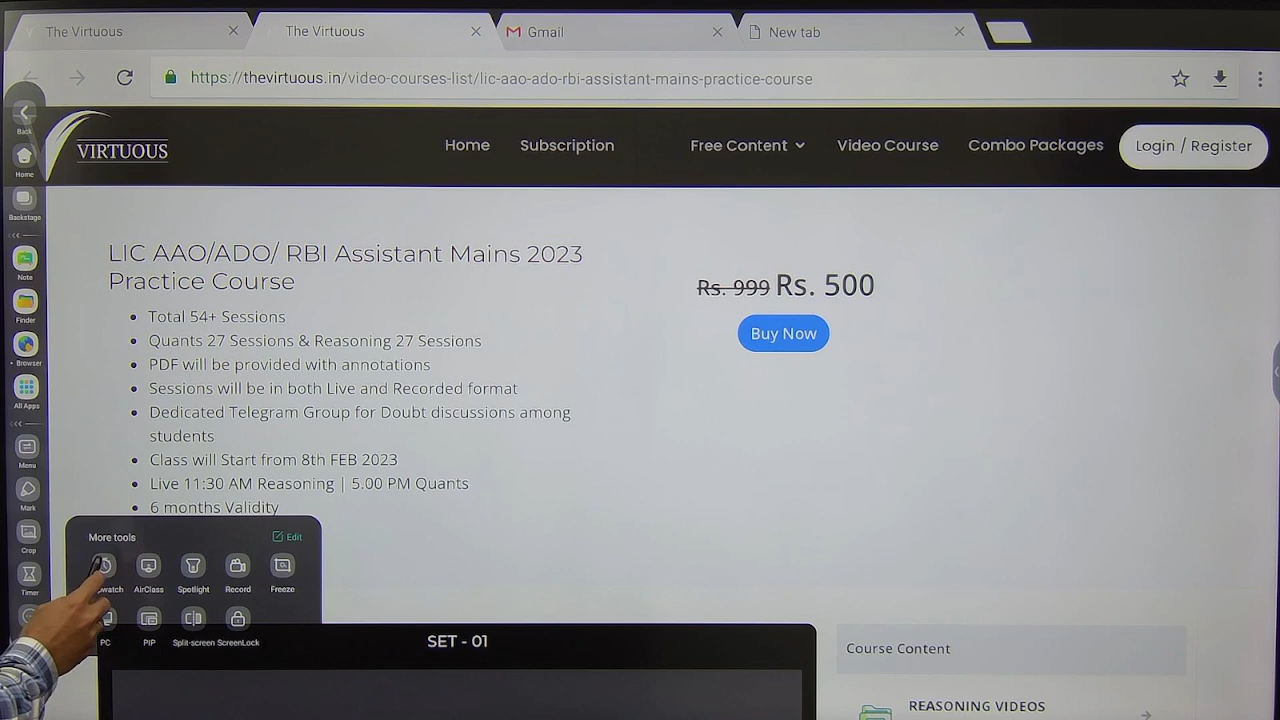 The Virtuous
The Virtuous
Gmail
New tab
https://thevirtuous.in/video-courses-list/lic-aao-ado-rbi-assistant-mains-practice-course
VIRTUOUS
Home
Subscription
Free Content
Video Course
Combo Packages
Login / Register
Back
Home
Backstage
Note
Finder
Browser
All Apps
Menu
Mark
Crop
Timer
LIC AAO/ADO/ RBI Assistant Mains 2023
Practice Course
Total 54+ Sessions
Quants 27 Sessions & Reasoning 27 Sessions
PDF will be provided with annotations
Sessions will be in both Live and Recorded format
Dedicated Telegram Group for Doubt discussions among
students
Class will Start from 8th FEB 2023
Live 11:30 AM Reasoning | 5.00 PM Quants
6 months Validity
Rs. 999 Rs. 500
Buy Now
More tools
Edit
AirClass
Spotlight
Record
Freeze
PC
PIP
Split-screen
ScreenLock
SET - 01
Course Content
REASONING VIDEOS